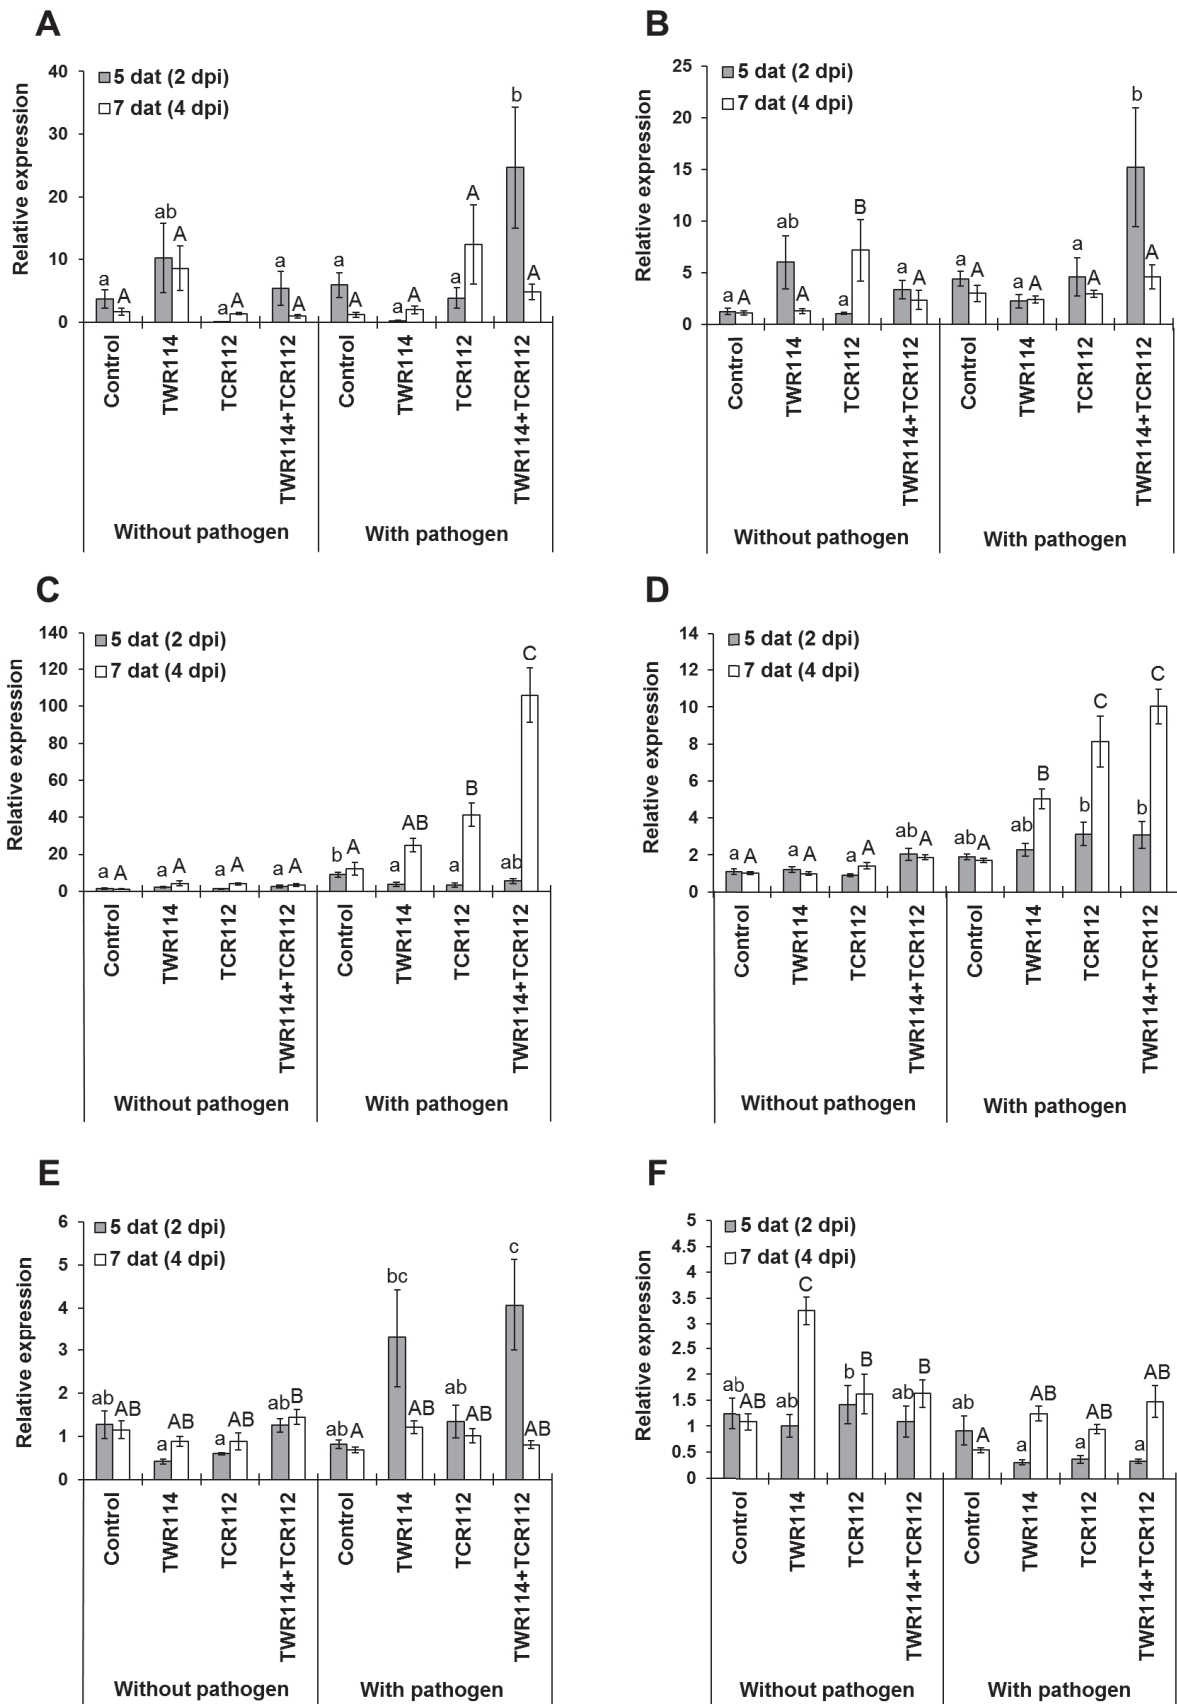 A
Relative expression
40
30
20
10
0
5 dat (2 dpi)
7 dat (4 dpi)
a A
ab A
a A
a A
a A
a A
a A
b A
Control
TWR114
TCR112
TWR114+TCR112
Control
TWR114
TCR112
TWR114+TCR112
Without pathogen
With pathogen
B
Relative expression
25
20
15
10
5
0
5 dat (2 dpi)
7 dat (4 dpi)
a A
ab A
a B
a A
a A
a A
a A
b A
Control
TWR114
TCR112
TWR114+TCR112
Control
TWR114
TCR112
TWR114+TCR112
Without pathogen
With pathogen
C
Relative expression
140
120
100
80
60
40
20
0
5 dat (2 dpi)
7 dat (4 dpi)
a A
a A
a A
a A
b A
a AB
a B
ab C
Control
TWR114
TCR112
TWR114+TCR112
Control
TWR114
TCR112
TWR114+TCR112
Without pathogen
With pathogen
D
Relative expression
14
12
10
8
6
4
2
0
5 dat (2 dpi)
7 dat (4 dpi)
a A
a A
a A
ab A
ab A
ab B
b C
b C
Control
TWR114
TCR112
TWR114+TCR112
Control
TWR114
TCR112
TWR114+TCR112
Without pathogen
With pathogen
E
Relative expression
6
5
4
3
2
1
0
5 dat (2 dpi)
7 dat (4 dpi)
ab AB
a AB
a AB
ab B
ab A
bc AB
ab AB
c AB
Control
TWR114
TCR112
TWR114+TCR112
Control
TWR114
TCR112
TWR114+TCR112
Without pathogen
With pathogen
F
Relative expression
5
4.5
4
3.5
3
2.5
2
1.5
1
0.5
0
5 dat (2 dpi)
7 dat (4 dpi)
ab AB
ab C
b B
ab B
ab A
a AB
a AB
a AB
Control
TWR114
TCR112
TWR114+TCR112
Control
TWR114
TCR112
TWR114+TCR112
Without pathogen
With pathogen